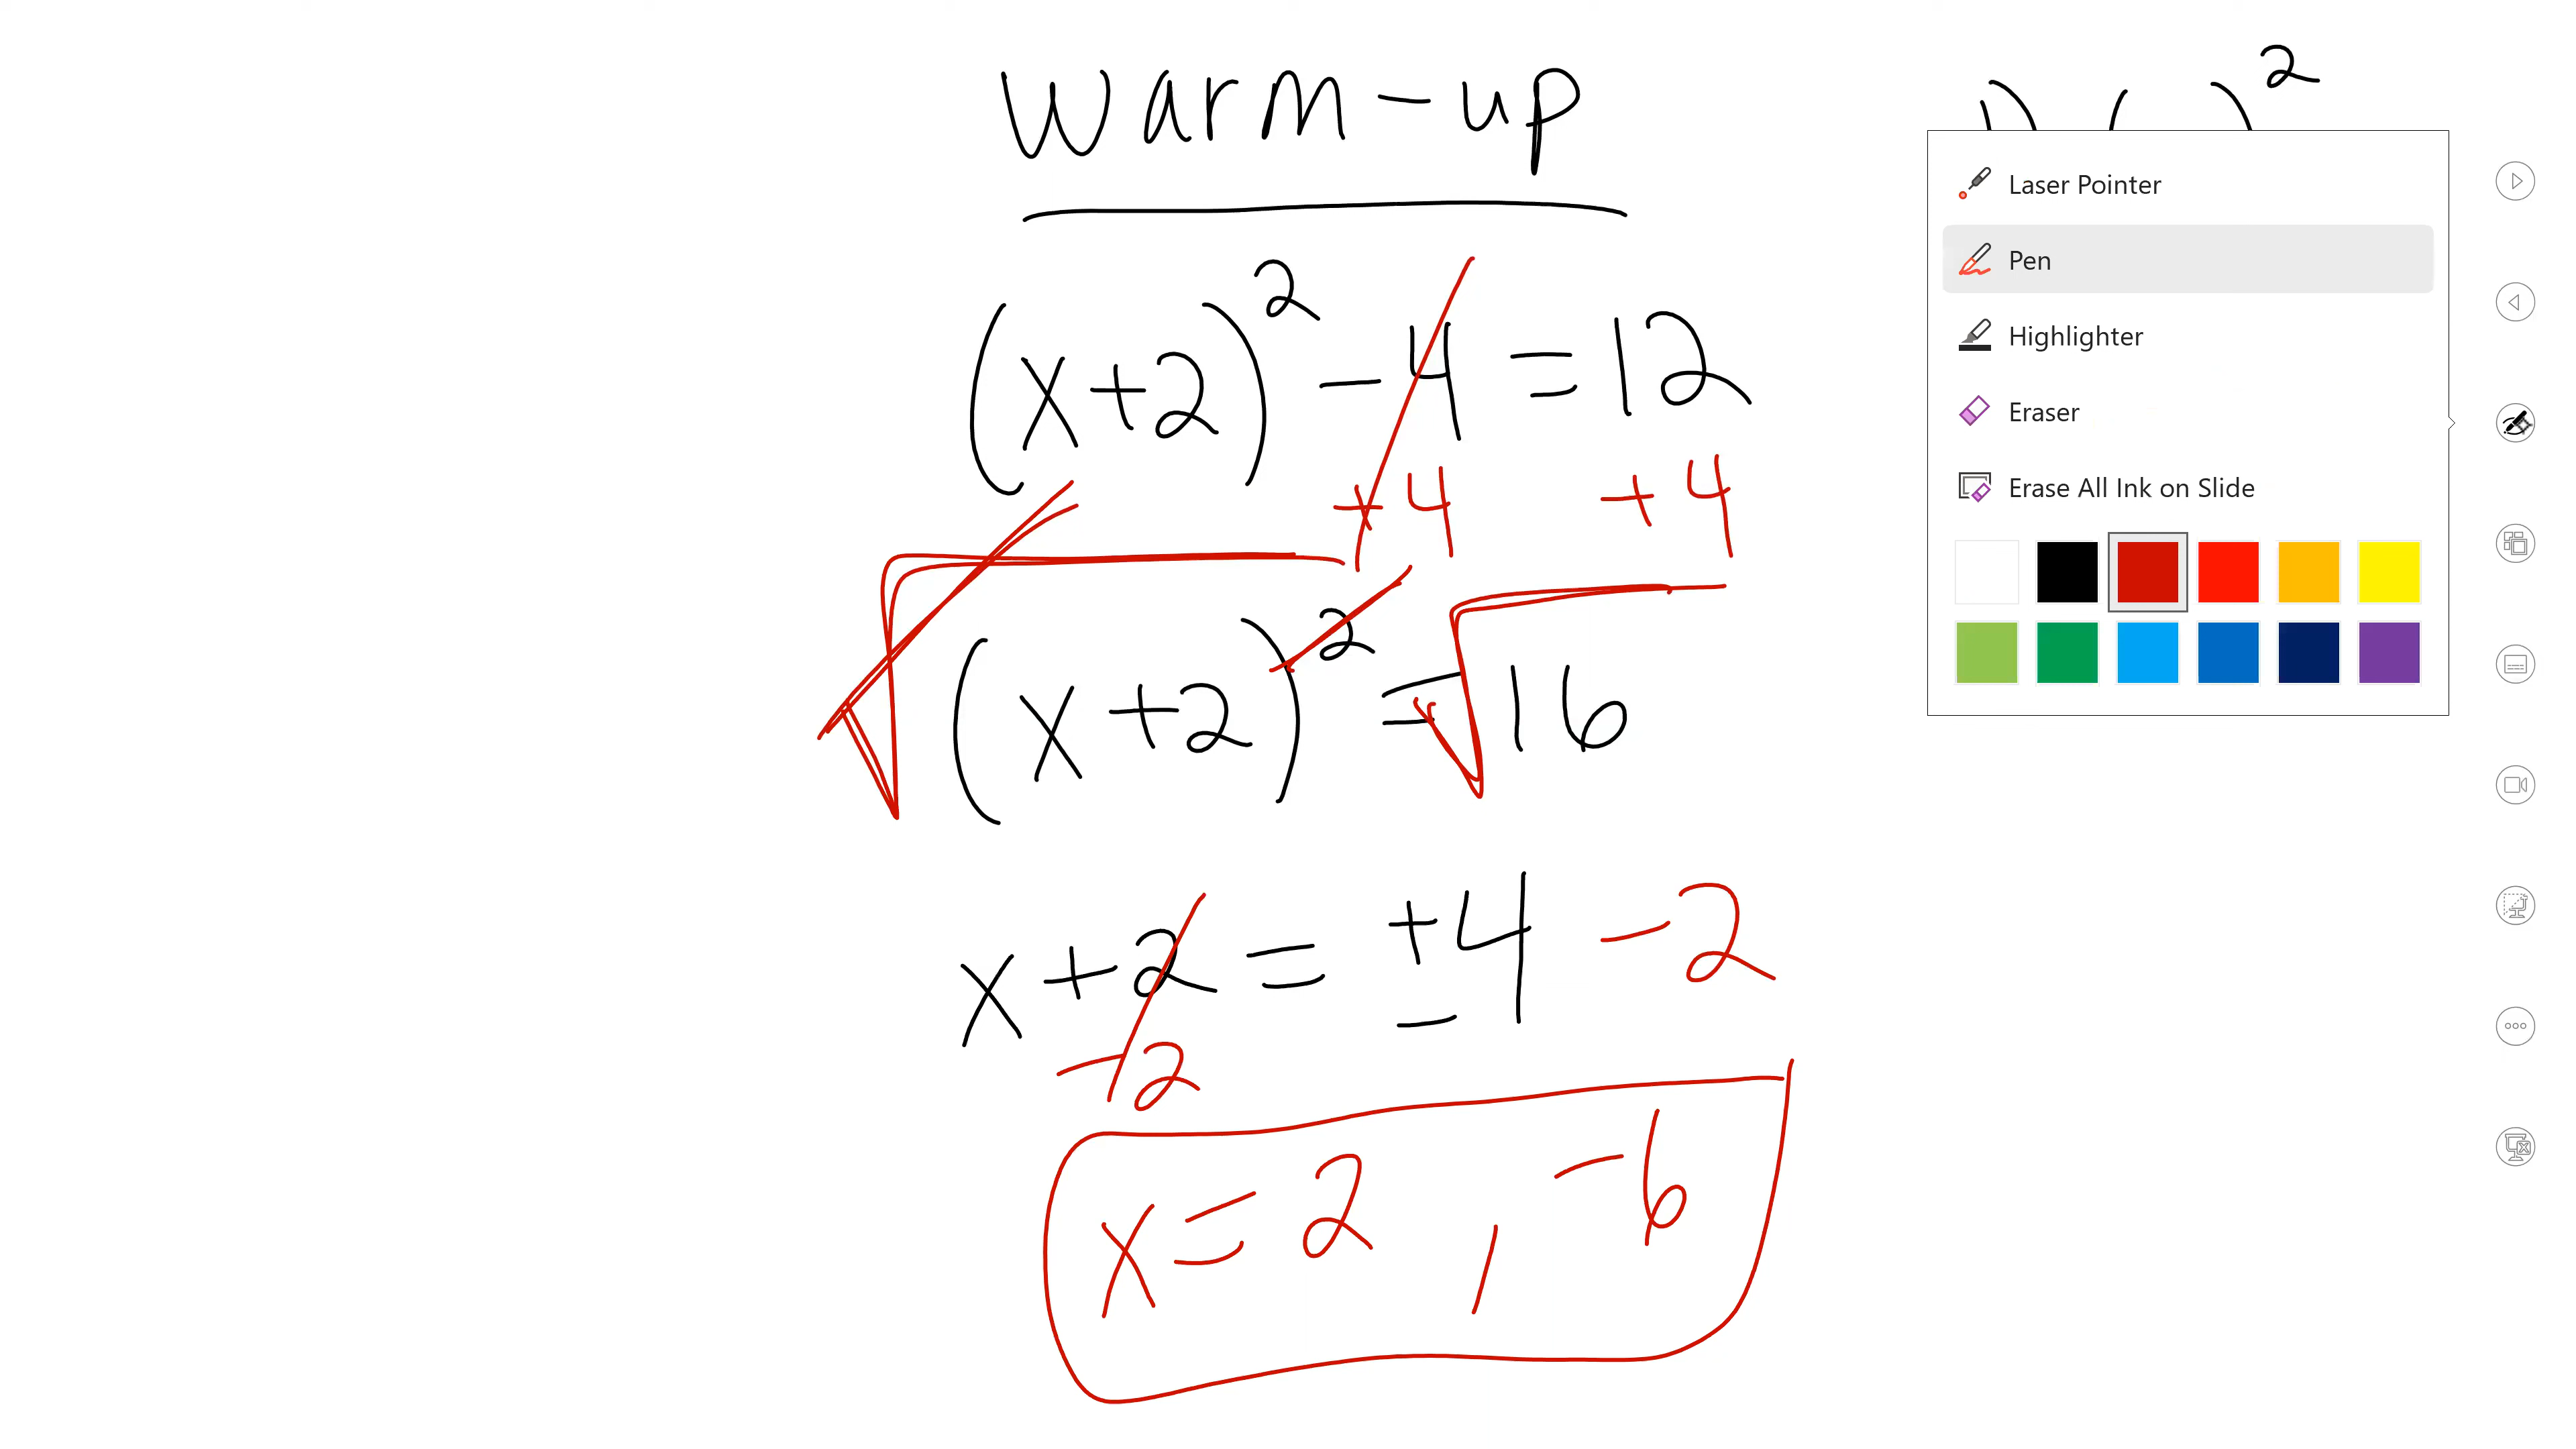 Warm-up
(x+2)² - 4 = 12
+4 +4
√(x+2)² = √16
x+2 = ±4 -2
-2
x = 2 , -6
)( )²
Laser Pointer
Pen
Highlighter
Eraser
Erase All Ink on Slide